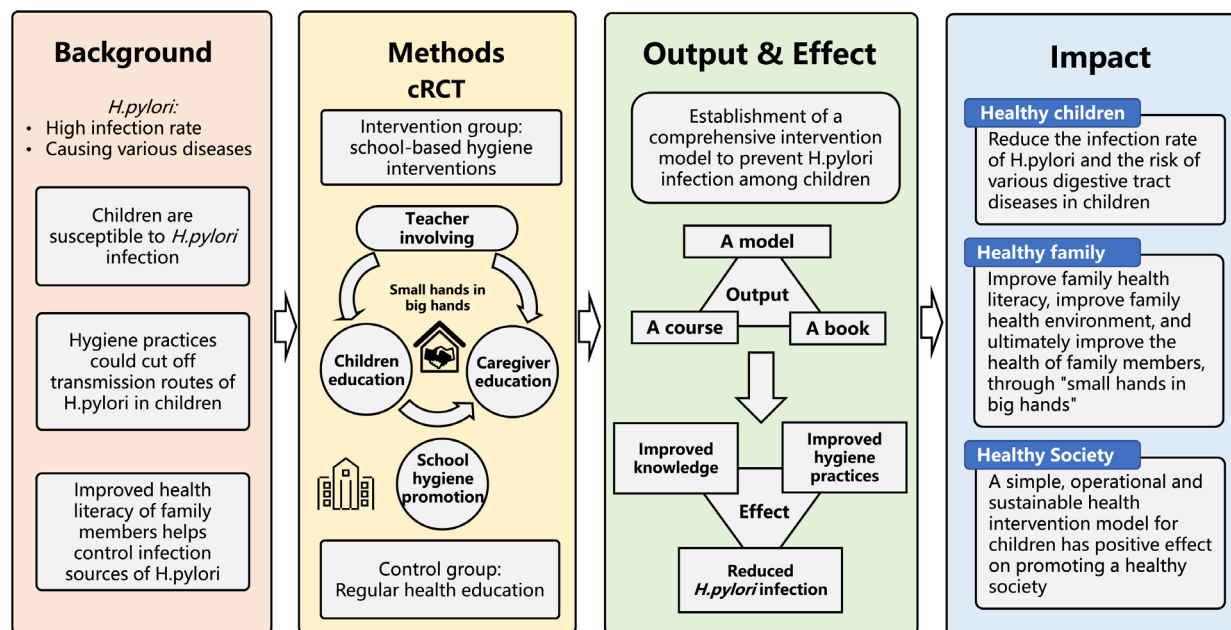 Background
H.pylori:
• High infection rate
• Causing various diseases
Children are
susceptible to H.pylori
infection
Hygiene practices
could cut off
transmission routes of
H.pylori in children
Improved health
literacy of family
members helps
control infection
sources of H.pylori
Methods
cRCT
Intervention group:
school-based hygiene
interventions
Teacher
involving
Small hands in
big hands
Children
education
Caregiver
education
School
hygiene
promotion
Control group:
Regular health education
Output & Effect
Establishment of a
comprehensive intervention
model to prevent H.pylori
infection among children
A model
Output
A course
A book
Improved
knowledge
Improved
hygiene
practices
Effect
Reduced
H.pylori infection
Impact
Healthy children
Reduce the infection rate
of H.pylori and the risk of
various digestive tract
diseases in children
Healthy family
Improve family health
literacy, improve family
health environment, and
ultimately improve the
health of family members,
through "small hands in
big hands"
Healthy Society
A simple, operational and
sustainable health
intervention model for
children has positive effect
on promoting a healthy
society